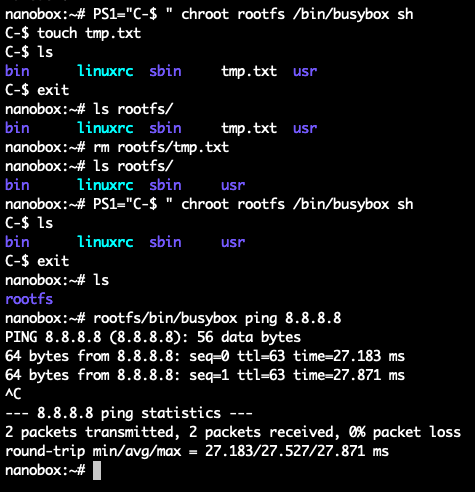 nanobox:~# PS1="C-$ " chroot rootfs /bin/busybox sh
C-$ touch tmp.txt
C-$ ls
bin linuxrc sbin tmp.txt usr
C-$ exit
nanobox:~# ls rootfs/
bin linuxrc sbin tmp.txt usr
nanobox:~# rm rootfs/tmp.txt
nanobox:~# ls rootfs/
bin linuxrc sbin usr
nanobox:~# PS1="C-$ " chroot rootfs /bin/busybox sh
C-$ ls
bin linuxrc sbin usr
C-$ exit
nanobox:~# ls
rootfs
nanobox:~# rootfs/bin/busybox ping 8.8.8.8
PING 8.8.8.8 (8.8.8.8): 56 data bytes
64 bytes from 8.8.8.8: seq=0 ttl=63 time=27.183 ms
64 bytes from 8.8.8.8: seq=1 ttl=63 time=27.871 ms
^C
--- 8.8.8.8 ping statistics ---
2 packets transmitted, 2 packets received, 0% packet loss
round-trip min/avg/max = 27.183/27.527/27.871 ms
nanobox:~#